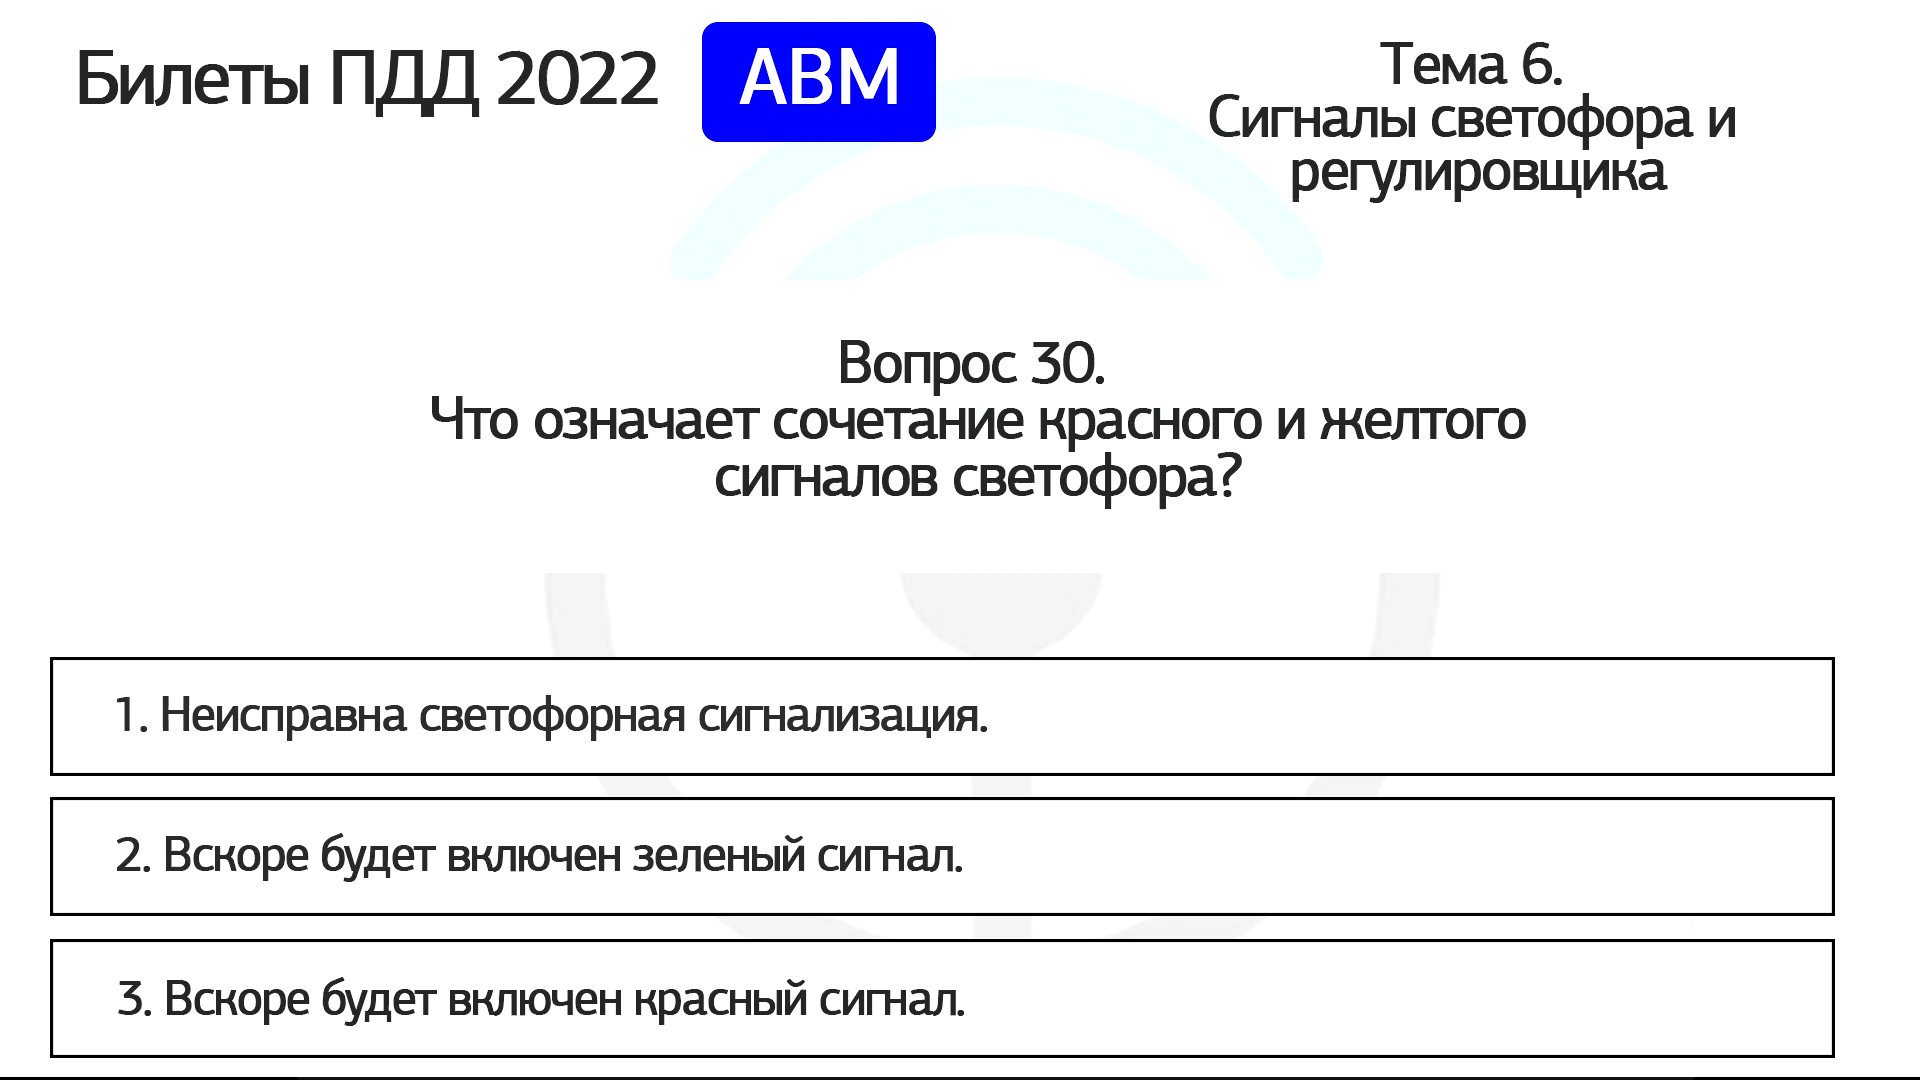 Билеты ПДД 2022
ABM
Тема 6.
Сигналы светофора и
регулировщика
Вопрос 30.
Что означает сочетание красного и желтого
сигналов светофора?
1. Неисправна светофорная сигнализация.
2. Вскоре будет включен зеленый сигнал.
3. Вскоре будет включен красный сигнал.